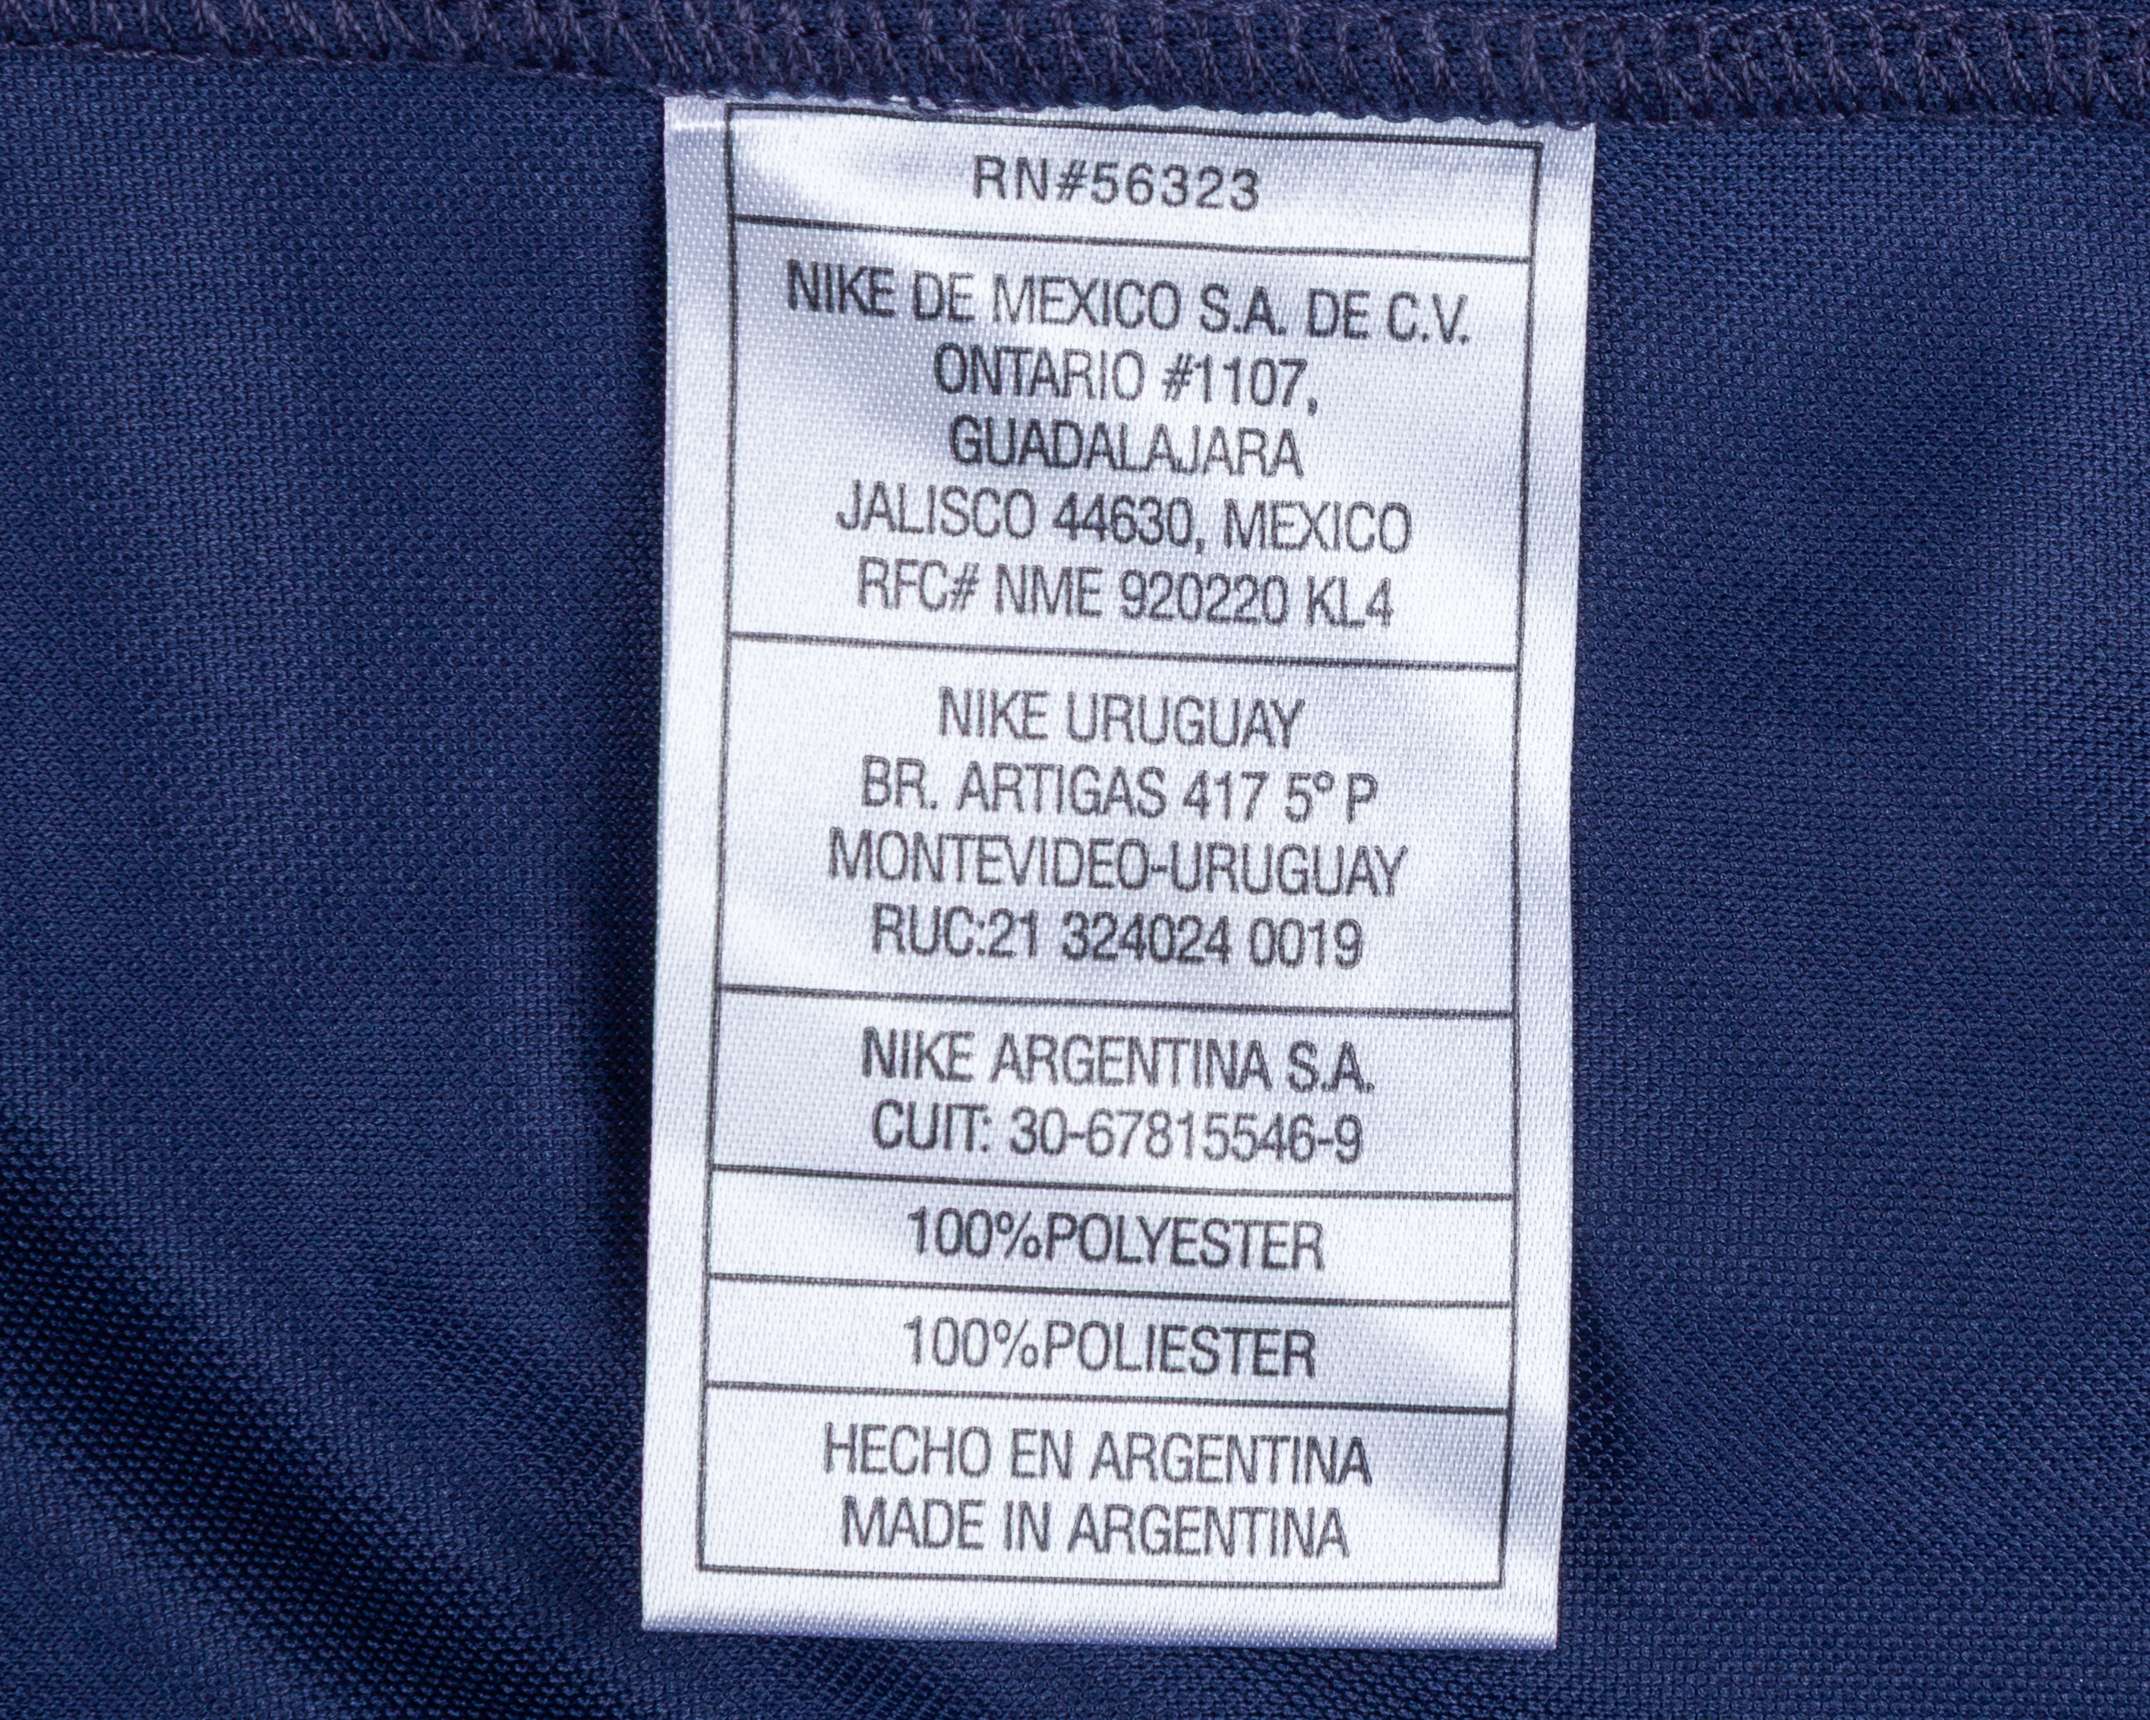 RN#56323
NIKE DE MEXICO S.A. DE C.V.
ONTARIO #1107,
GUADALAJARA
JALISCO 44630, MEXICO
RFC# NME 920220 KL4
NIKE URUGUAY
BR. ARTIGAS 417 5° P
MONTEVIDEO-URUGUAY
RUC:21 324024 0019
NIKE ARGENTINA S.A.
CUIT: 30-67815546-9
100%POLYESTER
100%POLIESTER
HECHO EN ARGENTINA
MADE IN ARGENTINA